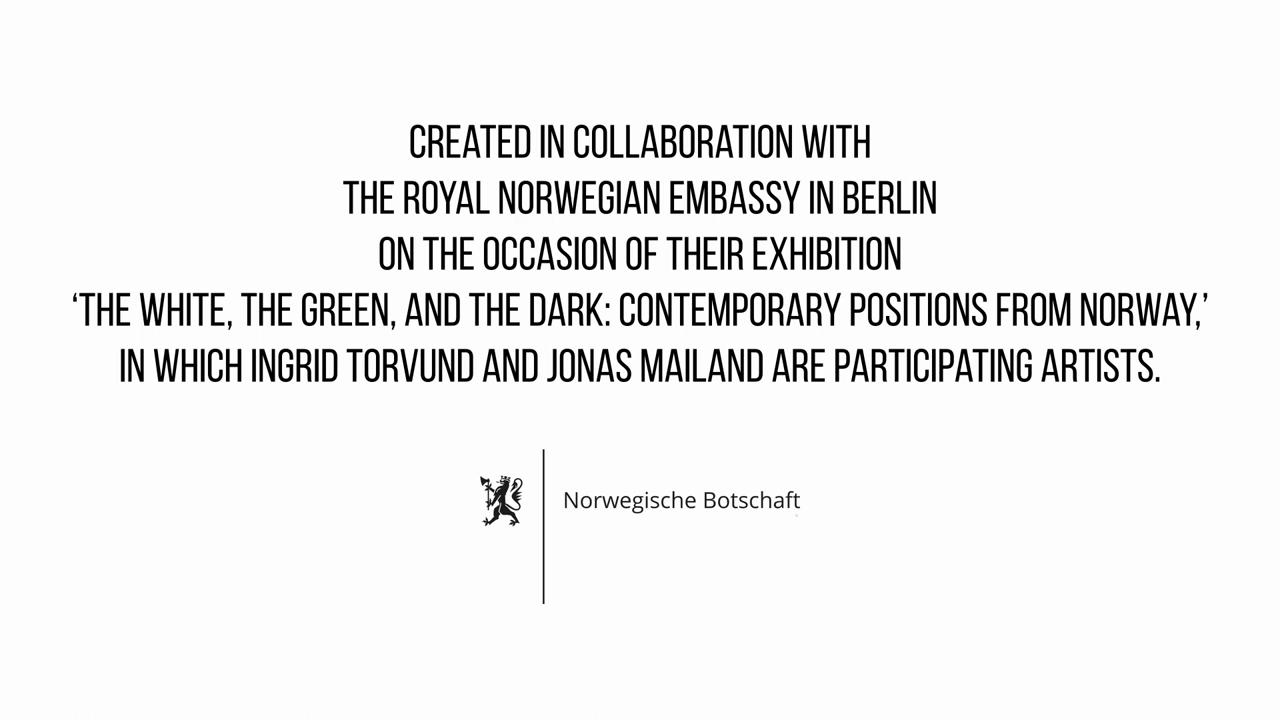 CREATED IN COLLABORATION WITH
THE ROYAL NORWEGIAN EMBASSY IN BERLIN
ON THE OCCASION OF THEIR EXHIBITION
‘THE WHITE, THE GREEN, AND THE DARK: CONTEMPORARY POSITIONS FROM NORWAY,’
IN WHICH INGRID TORVUND AND JONAS MAILAND ARE PARTICIPATING ARTISTS.
Norwegische Botschaft